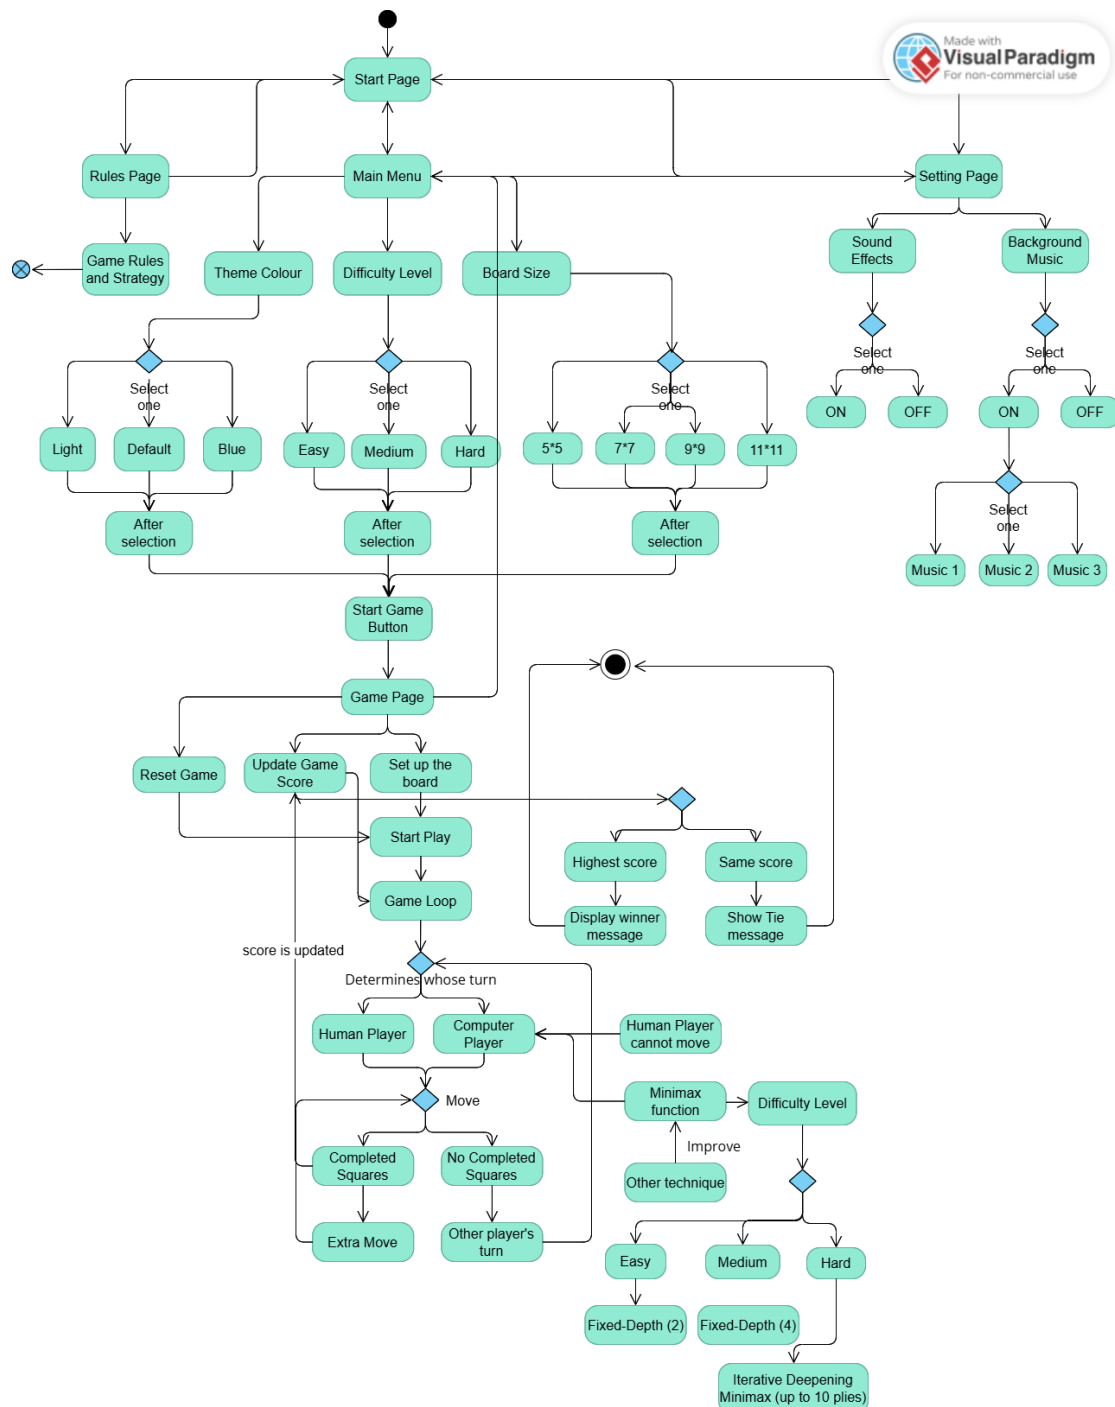 Made with
Visual Paradigm
For non-commercial use
Start Page
Rules Page
Main Menu
Setting Page
Game Rules
and Strategy
Theme Colour
Difficulty Level
Board Size
Sound
Effects
Background
Music
Select
one
Select
one
Select
one
Select
one
Select
one
Light
Default
Blue
Easy
Medium
Hard
5*5
7*7
9*9
11*11
ON
OFF
ON
OFF
After
selection
After
selection
After
selection
Select
one
Music 1
Music 2
Music 3
Start Game
Button
Game Page
Reset Game
Update Game
Score
Set up the
board
Start Play
Highest score
Same score
Game Loop
Display winner
message
Show Tie
message
score is updated
Determines whose turn
Human Player
Computer
Player
Human Player
cannot move
Move
Minimax
function
Difficulty Level
Improve
Completed
Squares
No Completed
Squares
Other technique
Extra Move
Other player's
turn
Easy
Medium
Hard
Fixed-Depth (2)
Fixed-Depth (4)
Iterative Deepening
Minimax (up to 10 plies)